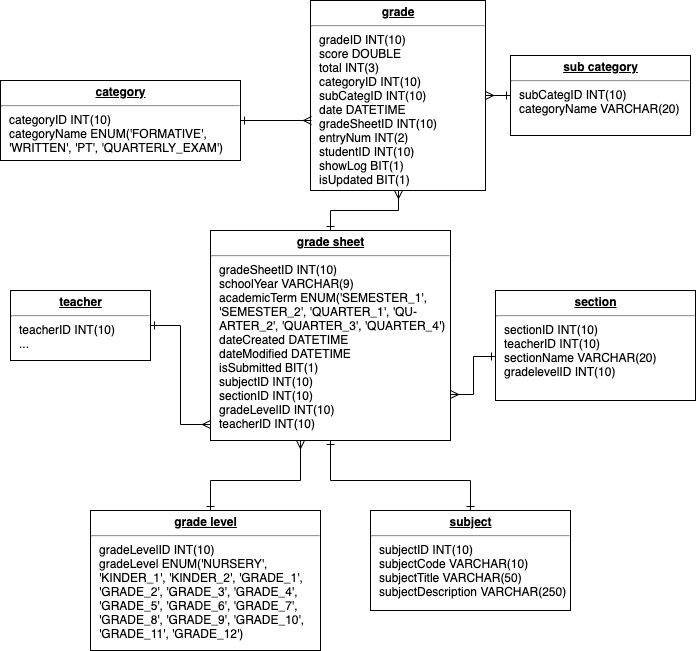 grade
gradeID INT(10)
score DOUBLE
total INT(3)
categoryID INT(10)
subCategID INT(10)
date DATETIME
gradeSheetID INT(10)
entryNum INT(2)
studentID INT(10)
showLog BIT(1)
isUpdated BIT(1)
sub category
subCategID INT(10)
categoryName VARCHAR(20)
category
categoryID INT(10)
categoryName ENUM('FORMATIVE',
'WRITTEN', 'PT', 'QUARTERLY_EXAM')
grade sheet
gradeSheetID INT(10)
schoolYear VARCHAR(9)
academicTerm ENUM('SEMESTER_1',
'SEMESTER_2', 'QUARTER_1', 'QU-
ARTER_2', 'QUARTER_3', 'QUARTER_4')
dateCreated DATETIME
dateModified DATETIME
isSubmitted BIT(1)
subjectID INT(10)
sectionID INT(10)
gradeLevelID INT(10)
teacherID INT(10)
teacher
teacherID INT(10)
...
section
sectionID INT(10)
teacherID INT(10)
sectionName VARCHAR(20)
gradelevelID INT(10)
grade level
gradeLevelID INT(10)
gradeLevel ENUM('NURSERY',
'KINDER_1', 'KINDER_2', 'GRADE_1',
'GRADE_2', 'GRADE_3', 'GRADE_4',
'GRADE_5', 'GRADE_6', 'GRADE_7',
'GRADE_8', 'GRADE_9', 'GRADE_10',
'GRADE_11', 'GRADE_12')
subject
subjectID INT(10)
subjectCode VARCHAR(10)
subjectTitle VARCHAR(50)
subjectDescription VARCHAR(250)